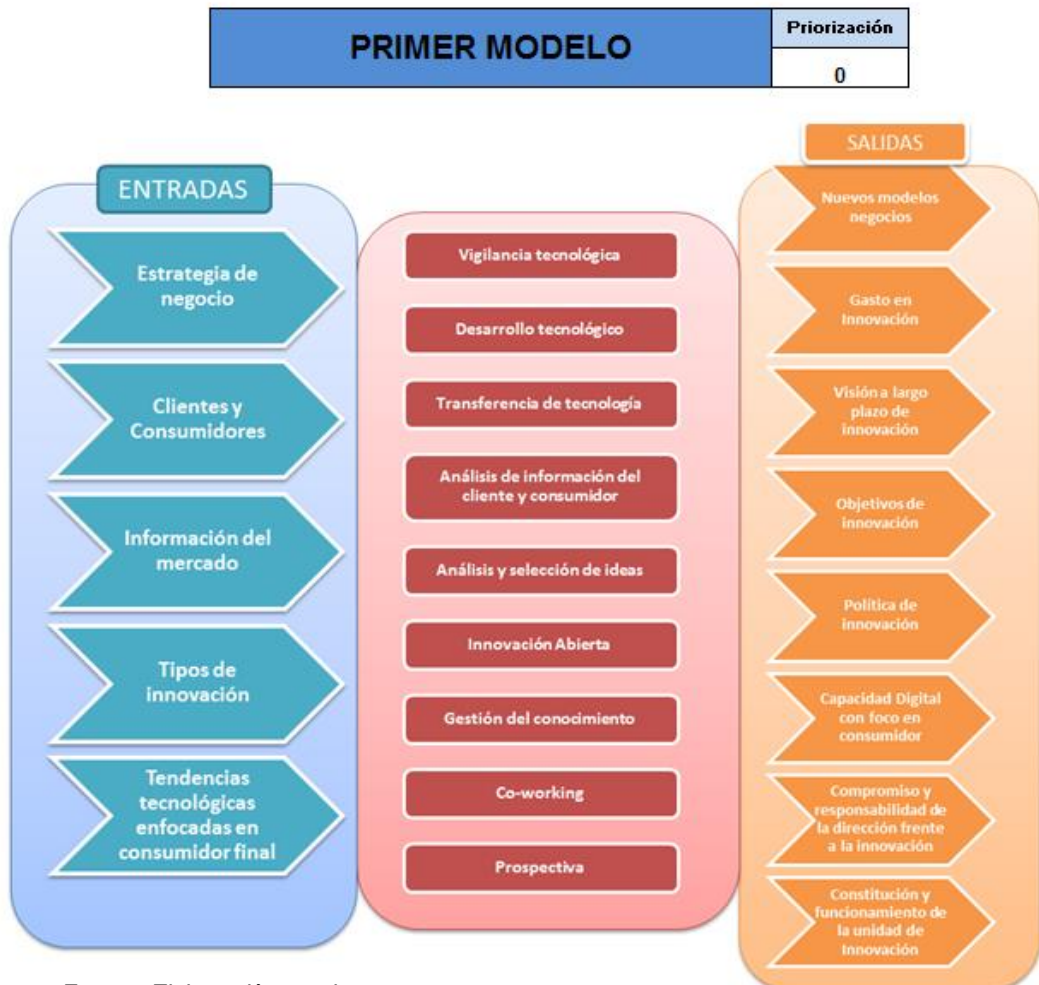 PRIMER MODELO
Priorización
0
ENTRADAS
Estrategia de
negocio
Clientes y
Consumidores
Información del
mercado
Tipos de
innovación
Tendencias
tecnológicas
enfocadas en
consumidor final
Vigilancia tecnológica
Desarrollo tecnológico
Transferencia de tecnología
Análisis de información del
cliente y consumidor
Análisis y selección de ideas
Innovación Abierta
Gestión del conocimiento
Co-working
Prospectiva
SALIDAS
Nuevos modelos
negocios
Gasto en
Innovación
Visión a largo
plazo de
innovación
Objetivos de
innovación
Política de
innovación
Capacidad Digital
con foco en
consumidor
Compromiso y
responsabilidad de
la dirección frente
a la innovación
Constitución y
funcionamiento de
la unidad de
Innovación